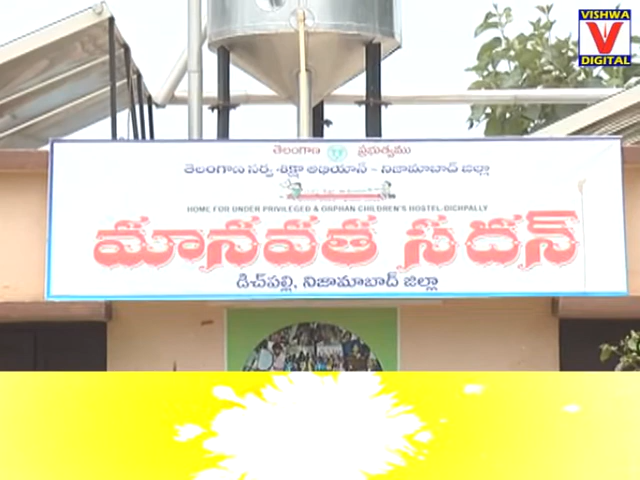 VISHWA
V
DIGITAL
తెలంగాణ ప్రభుత్వము
తెలంగాణ సర్వ శిక్షా అభియాన్ - నిజామాబాద్ జిల్లా
HOME FOR UNDER PRIVILEGED & ORPHAN CHILDREN'S HOSTEL-DICHPALLY
మానవత సదన్
డిచ్‌పల్లి, నిజామాబాద్ జిల్లా